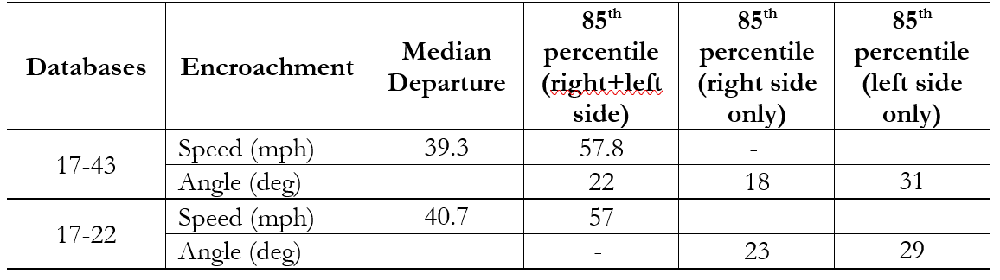 Databases Encroachment Median Departure 85th percentile (right+left side) 85th percentile (right side only) 85th percentile (left side only)
17-43 Speed (mph) 39.3 57.8 -
Angle (deg) 22 18 31
17-22 Speed (mph) 40.7 57 -
Angle (deg) - 23 29